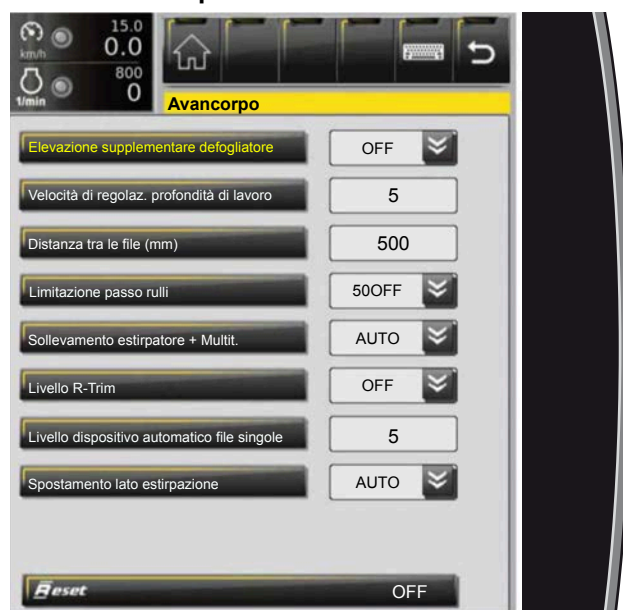 15.0
km/h 0.0
800
1/min 0
Avancorpo
Elevazione supplementare defogliatore OFF
Velocità di regolaz. profondità di lavoro 5
Distanza tra le file (mm) 500
Limitazione passo rulli 50OFF
Sollevamento estirpatore + Multit. AUTO
Livello R-Trim OFF
Livello dispositivo automatico file singole 5
Spostamento lato estirpazione AUTO
Reset OFF